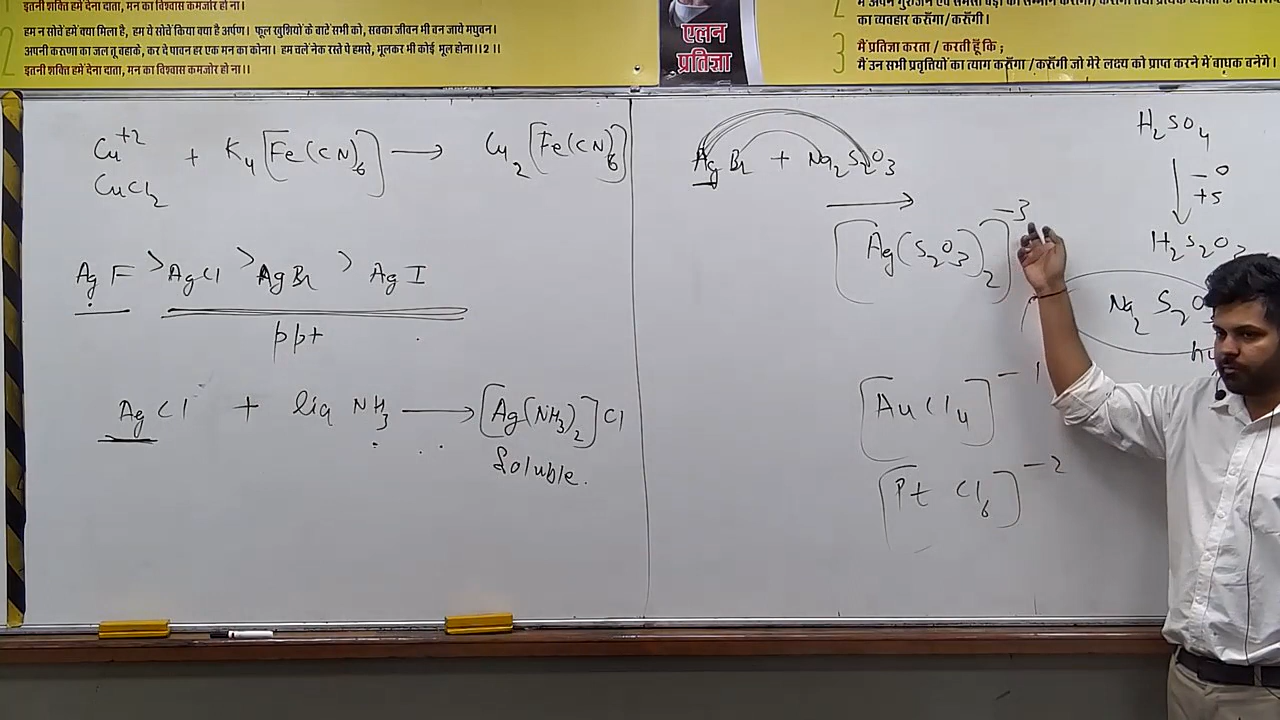 इतनी शक्ति हमें देना दाता, मन का विश्वास कमजोर हो ना।।
2
हम न सोचें हमें क्या मिला है, हम ये सोचें किया क्या है अर्पण। फूल खुशियों के बाटें सभी को, सबका जीवन भी बन जाये मधुबन।
अपनी करुणा का जल तू बहाके, कर दे पावन हर एक मन का कोना। हम चलें नेक रस्ते पे हमसे, भूलकर भी कोई भूल होना।।2।।
इतनी शक्ति हमें देना दाता, मन का विश्वास कमजोर हो ना।।
एलन
प्रतिज्ञा
2
का व्यवहार करूँगा/करूँगी।
3
मैं प्रतिज्ञा करता / करती हूँ कि ;
मैं उन सभी प्रवृत्तियों का त्याग करूँगा/करूँगी जो मेरे लक्ष्य को प्राप्त करने में बाधक बनेंगे।
Cu+2
CuCl2
+ K4[Fe(CN)6] → Cu2[Fe(CN)6]
AgF > AgCl > AgBr > AgI
ppt
AgCl + liq NH3 → [Ag(NH3)2]Cl
Soluble.
AgBr + Na2S2O3
→
[Ag(S2O3)2]-3
[AuCl4]-1
[PtCl6]-2
H2SO4
-O
+S
H2S2O3
Na2S2O